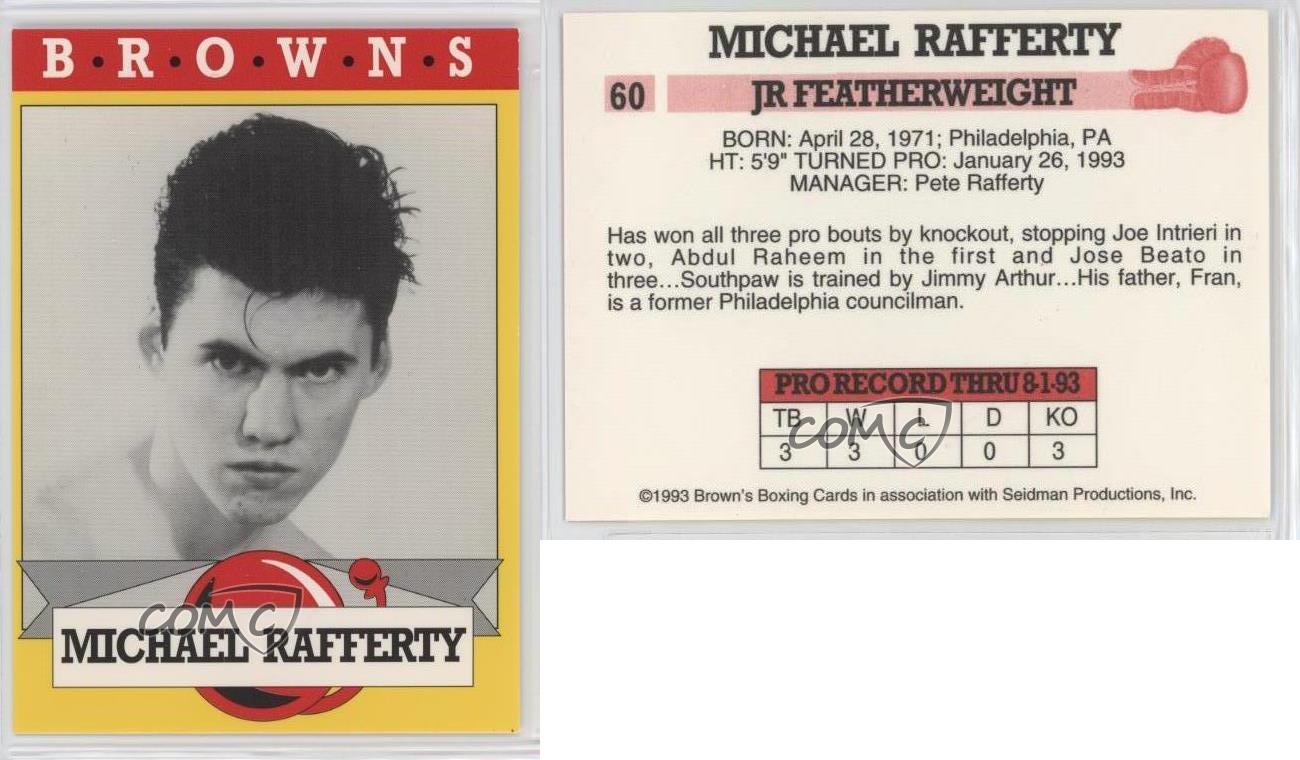 B•R•O•W•N•S
COMC
MICHAEL RAFFERTY
MICHAEL RAFFERTY
60
JR FEATHERWEIGHT
BORN: April 28, 1971; Philadelphia, PA
HT: 5'9" TURNED PRO: January 26, 1993
MANAGER: Pete Rafferty
Has won all three pro bouts by knockout, stopping Joe Intrieri in
two, Abdul Raheem in the first and Jose Beato in
three...Southpaw is trained by Jimmy Arthur...His father, Fran,
is a former Philadelphia councilman.
PRO RECORD THRU 8-1-93
TB W L D KO
COMC
3 3 0 0 3
©1993 Brown's Boxing Cards in association with Seidman Productions, Inc.